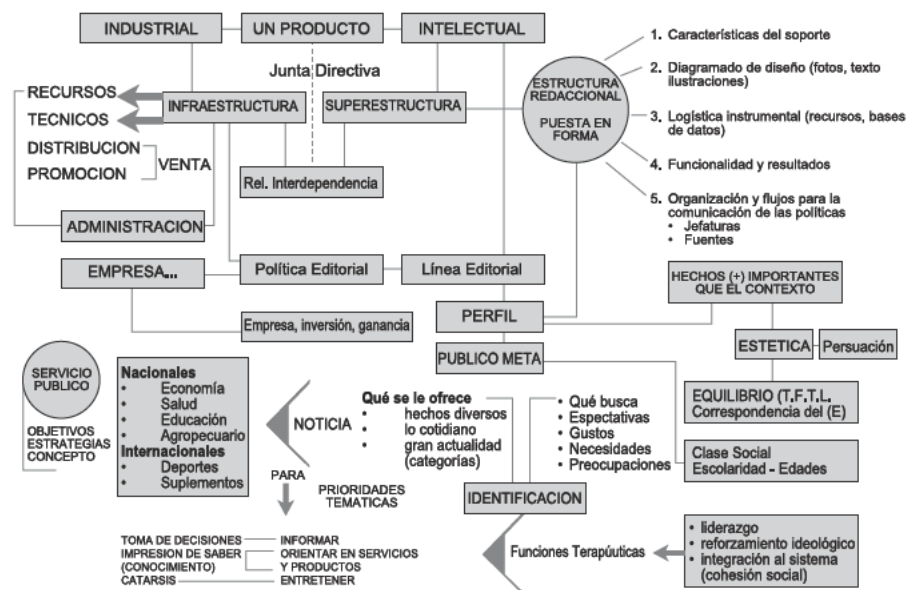 INDUSTRIAL
UN PRODUCTO
INTELECTUAL
Junta Directiva
RECURSOS
TECNICOS
DISTRIBUCION
PROMOCION
VENTA
INFRAESTRUCTURA
SUPERESTRUCTURA
Rel. Interdependencia
ADMINISTRACION
ESTRUCTURA
REDACCIONAL
PUESTA EN
FORMA
1. Características del soporte
2. Diagramado de diseño (fotos, texto
ilustraciones)
3. Logística instrumental (recursos, bases
de datos)
4. Funcionalidad y resultados
5. Organización y flujos para la
comunicación de las políticas
• Jefaturas
• Fuentes
EMPRESA...
Política Editorial
Línea Editorial
Empresa, inversión, ganancia
PERFIL
PUBLICO META
HECHOS (+) IMPORTANTES
QUE EL CONTEXTO
ESTETICA
Persuación
EQUILIBRIO (T.F.T.L.
Correspondencia del (E)
Clase Social
Escolaridad - Edades
SERVICIO
PUBLICO
OBJETIVOS
ESTRATEGIAS
CONCEPTO
Nacionales
• Economía
• Salud
• Educación
• Agropecuario
Internacionales
• Deportes
• Suplementos
NOTICIA
Qué se le ofrece
• hechos diversos
• lo cotidiano
• gran actualidad
(categorías)
• Qué busca
• Espectativas
• Gustos
• Necesidades
• Preocupaciones
PARA
PRIORIDADES
TEMATICAS
IDENTIFICACION
TOMA DE DECISIONES
IMPRESION DE SABER
(CONOCIMIENTO)
CATARSIS
INFORMAR
ORIENTAR EN SERVICIOS
Y PRODUCTOS
ENTRETENER
Funciones Terapúuticas
• liderazgo
• reforzamiento ideológico
• integración al sistema
(cohesión social)